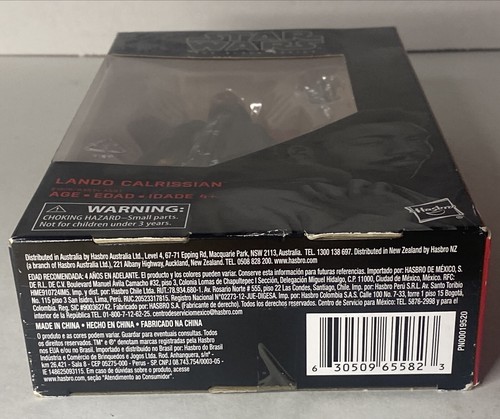 STAR
WARS
LANDO CALRISSIAN
AGE • EDAD • IDADE 4+
WARNING:
CHOKING HAZARD–Small parts.
Not for children under 3 years.
Hasbro
Distributed in Australia by Hasbro Australia Ltd., Level 4, 67-71 Epping Rd, Macquarie Park, NSW 2113, Australia. TEL. 1300 138 697. Distributed in New Zealand by Hasbro NZ
(a branch of Hasbro Australia Ltd.), 221 Albany Highway, Auckland, New Zealand. TEL. 0508 828 200. www.hasbro.com
EDAD RECOMENDADA: 4 AÑOS EN ADELANTE. El producto y los colores pueden variar. Conserve esta información para futuras referencias. Importado por: HASBRO DE MÉXICO, S.
DE R.L. DE C.V. Boulevard Manuel Ávila Camacho #32, piso 3, Colonia Lomas de Chapultepec I Sección, Delegación Miguel Hidalgo, C.P. 11000, Ciudad de México. México. RFC:
HME910724IM5. Imp. y dist. por: Hasbro Chile Ltd. RUT: 78.934.680-1. Av. Rosario Norte # 555, piso 22 Las Condes, Santiago, Chile. Imp. por: Hasbro Perú S.R.L. Av. Santo Toribio
No. 115 piso 3 San Isidro, Lima, Perú. RUC 20523317815. Registro Nacional N°02273-12-JUE-DIGESA. Imp. por: Hasbro Colombia S.A.S. Calle 100 No. 7-33, torre 1 piso 15 Bogotá,
Col. Reg. SIC #900363742. Fabricado por: HASBRO S.A. (Fabricante de derecho). Todos los derechos reservados. Centro de Servicio para México: TEL. 5876-2998 y para el
interior TEL. 01-800-7-12-62-25. centrodeserviciomexico@hasbro.com
MADE IN CHINA • HECHO EN CHINA • FABRICADO NA CHINA
O produto e as cores podem variar. Guardar para eventuais consultas. Todos
os direitos reservados. TM e ® denotam marcas registradas pela Hasbro
nos EUA e/ou no Brasil. Importado e distribuído no Brasil por: Hasbro do Brasil
Indústria e Comércio de Brinquedos e Jogos Ltda. Rod. Anhanguera, s/nº -
km 26,421 - Sala 8 - CEP 05275-000 - Perus - SP. CNPJ 08.743.754/0003-05 -
IE 148625093115. Em caso de dúvidas sobre o produto, acesse
www.hasbro.com, seção "Atendimento ao Consumidor".
6 30509 65582 3
PN00019520